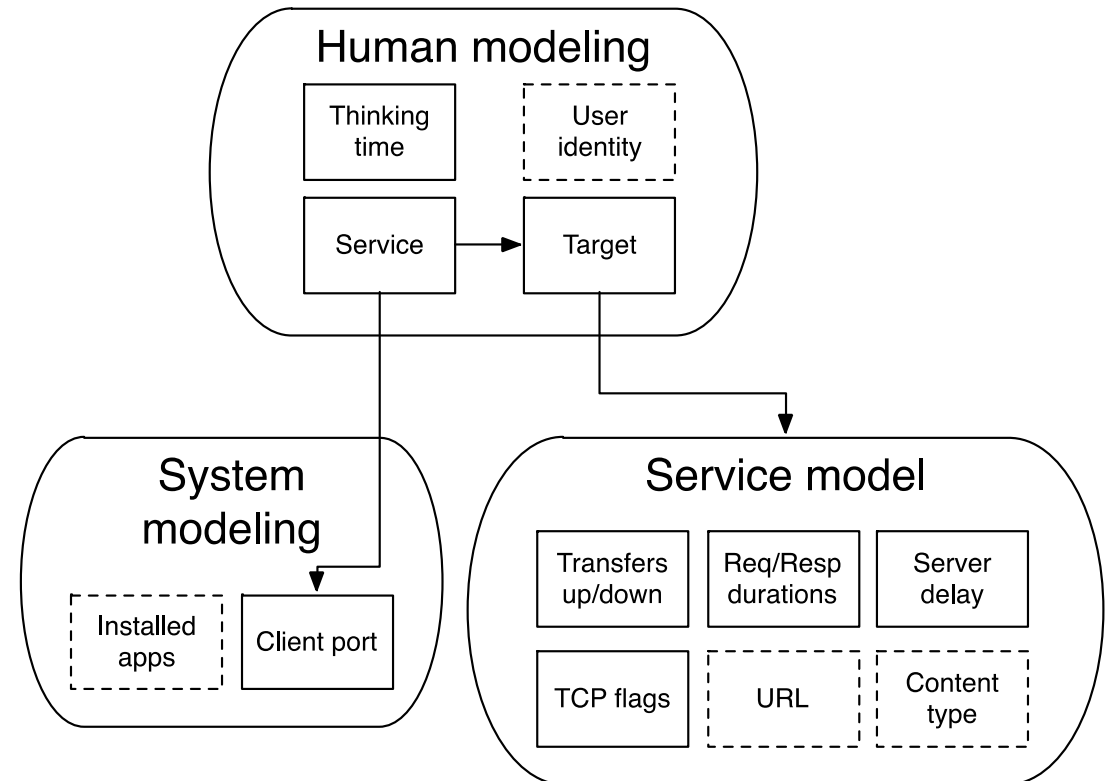 Human modeling
Thinking
time
User
identity
Service
Target
System
modeling
Installed
apps
Client port
Service model
Transfers
up/down
Req/Resp
durations
Server
delay
TCP flags
URL
Content
type